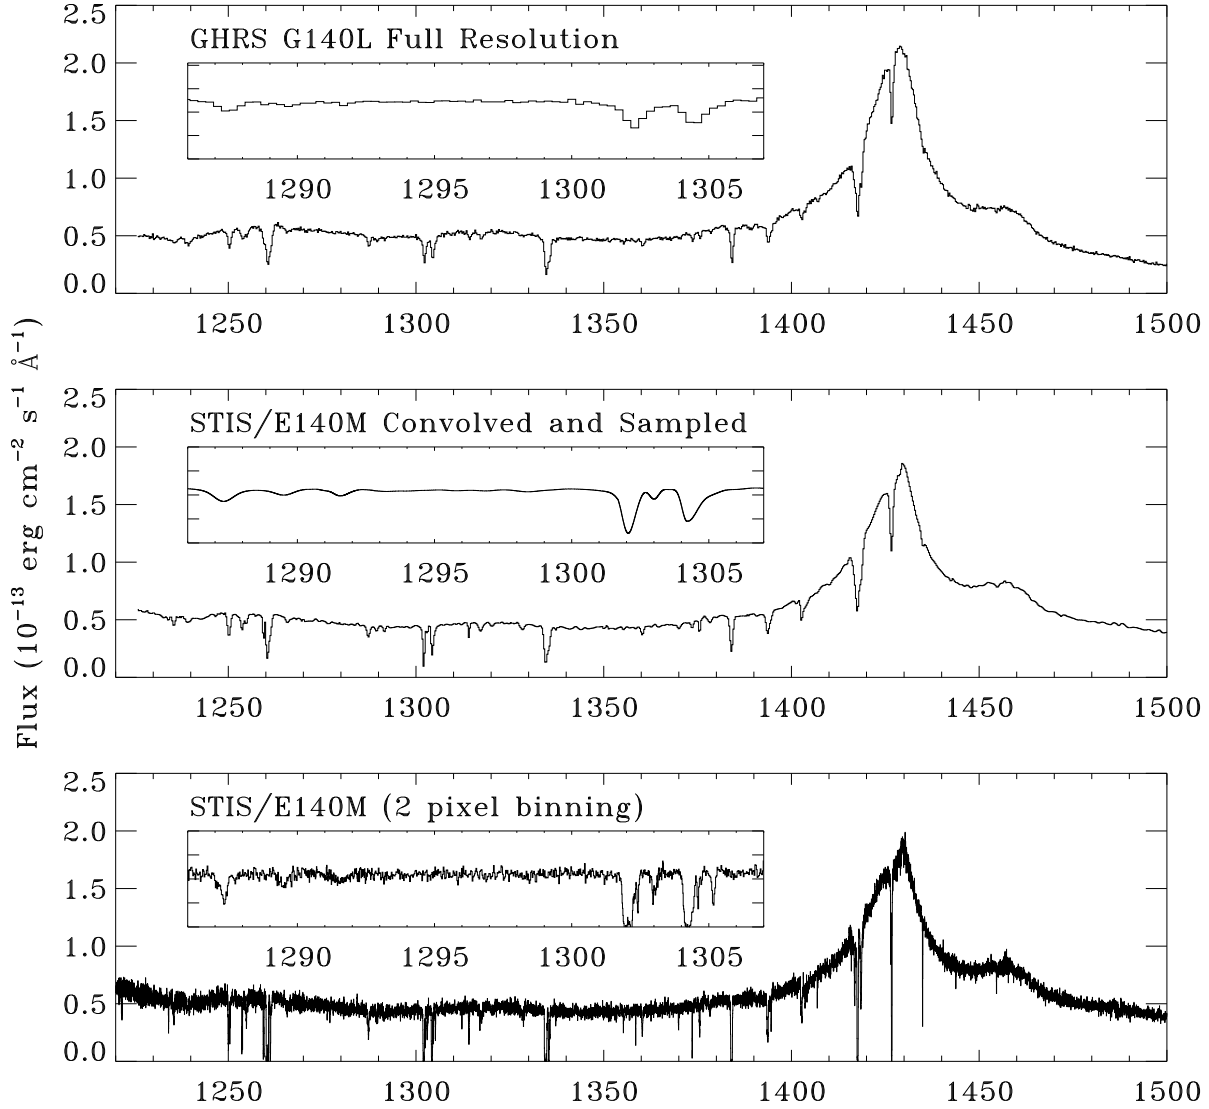 Flux (10⁻¹³ erg cm⁻² s⁻¹ Å⁻¹)
2.5
GHRS G140L Full Resolution
2.0
1.5
1290 1295 1300 1305
1.0
0.5
0.0
1250 1300 1350 1400 1450 1500
2.5
STIS/E140M Convolved and Sampled
2.0
1.5
1290 1295 1300 1305
1.0
0.5
0.0
1250 1300 1350 1400 1450 1500
2.5
STIS/E140M (2 pixel binning)
2.0
1.5
1290 1295 1300 1305
1.0
0.5
0.0
1250 1300 1350 1400 1450 1500